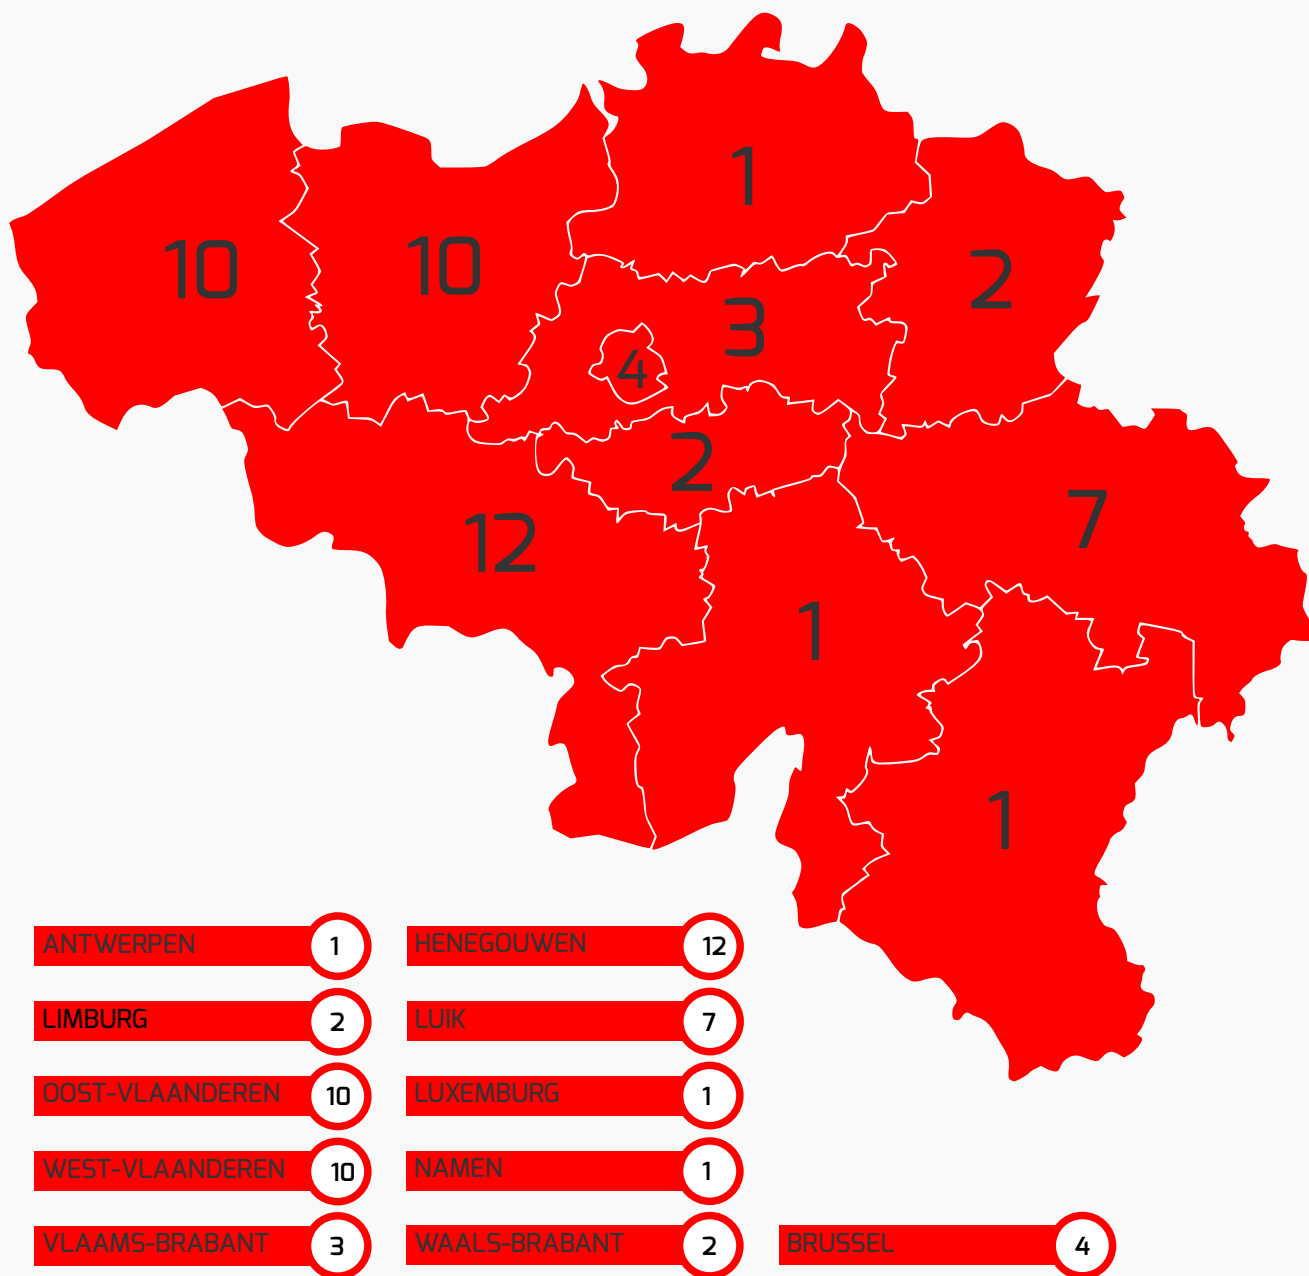 1
10
10
2
3
4
2
7
12
1
1
ANTWERPEN 1
HENEGOUWEN 12
LIMBURG 2
LUIK 7
OOST-VLAANDEREN 10
LUXEMBURG 1
WEST-VLAANDEREN 10
NAMEN 1
VLAAMS-BRABANT 3
WAALS-BRABANT 2
BRUSSEL 4